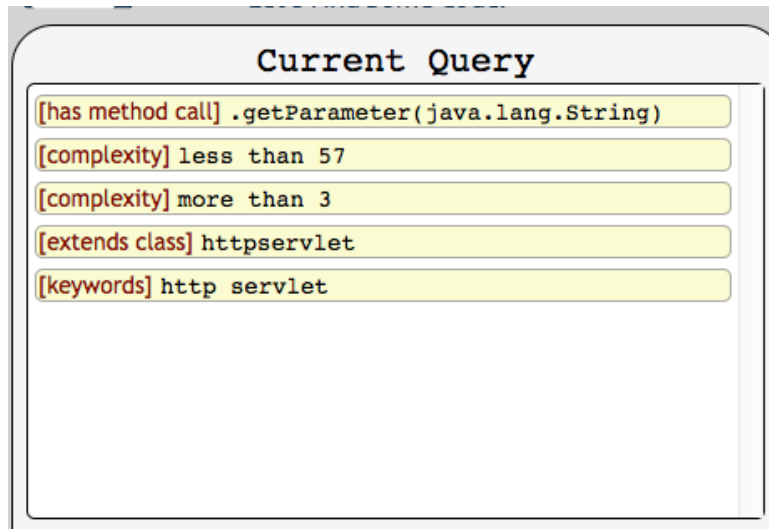 Current Query
[has method call] .getParameter(java.lang.String)
[complexity] less than 57
[complexity] more than 3
[extends class] httpservlet
[keywords] http servlet